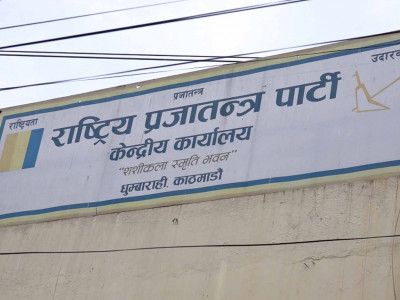 राष्ट्रियता प्रजातन्त्र
राष्ट्रिय प्रजातन्त्र पार्टी
केन्द्रीय कार्यालय
"शशीकला स्मृति भवन"
धुम्बाराही, काठमाडौं